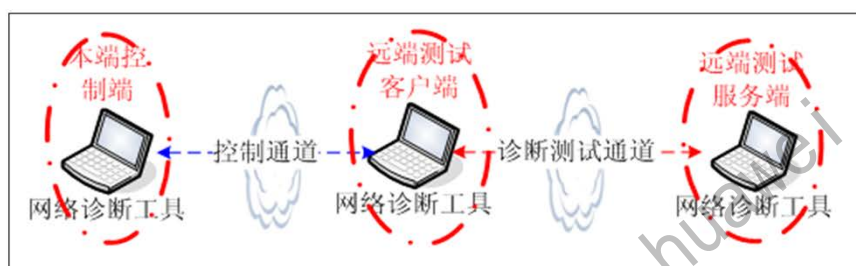 本端控
制端
远端测试
客户端
远端测试
服务端
控制通道
诊断测试通道
网络诊断工具
网络诊断工具
网络诊断工具
huawei